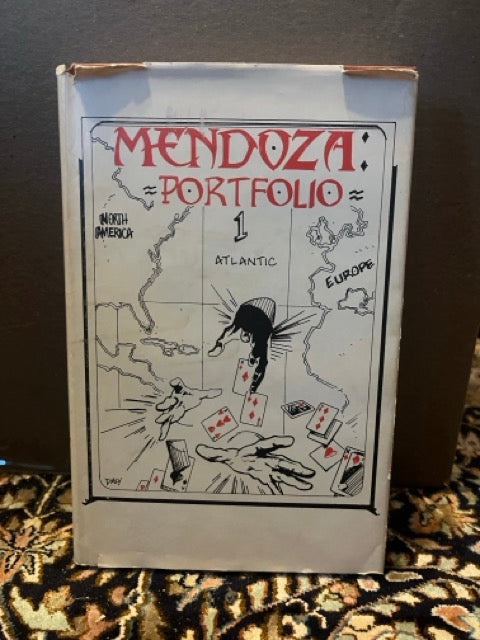 MENDOZA:
≈PORTFOLIO≈
1
NORTH
AMERICA
ATLANTIC
EUROPE